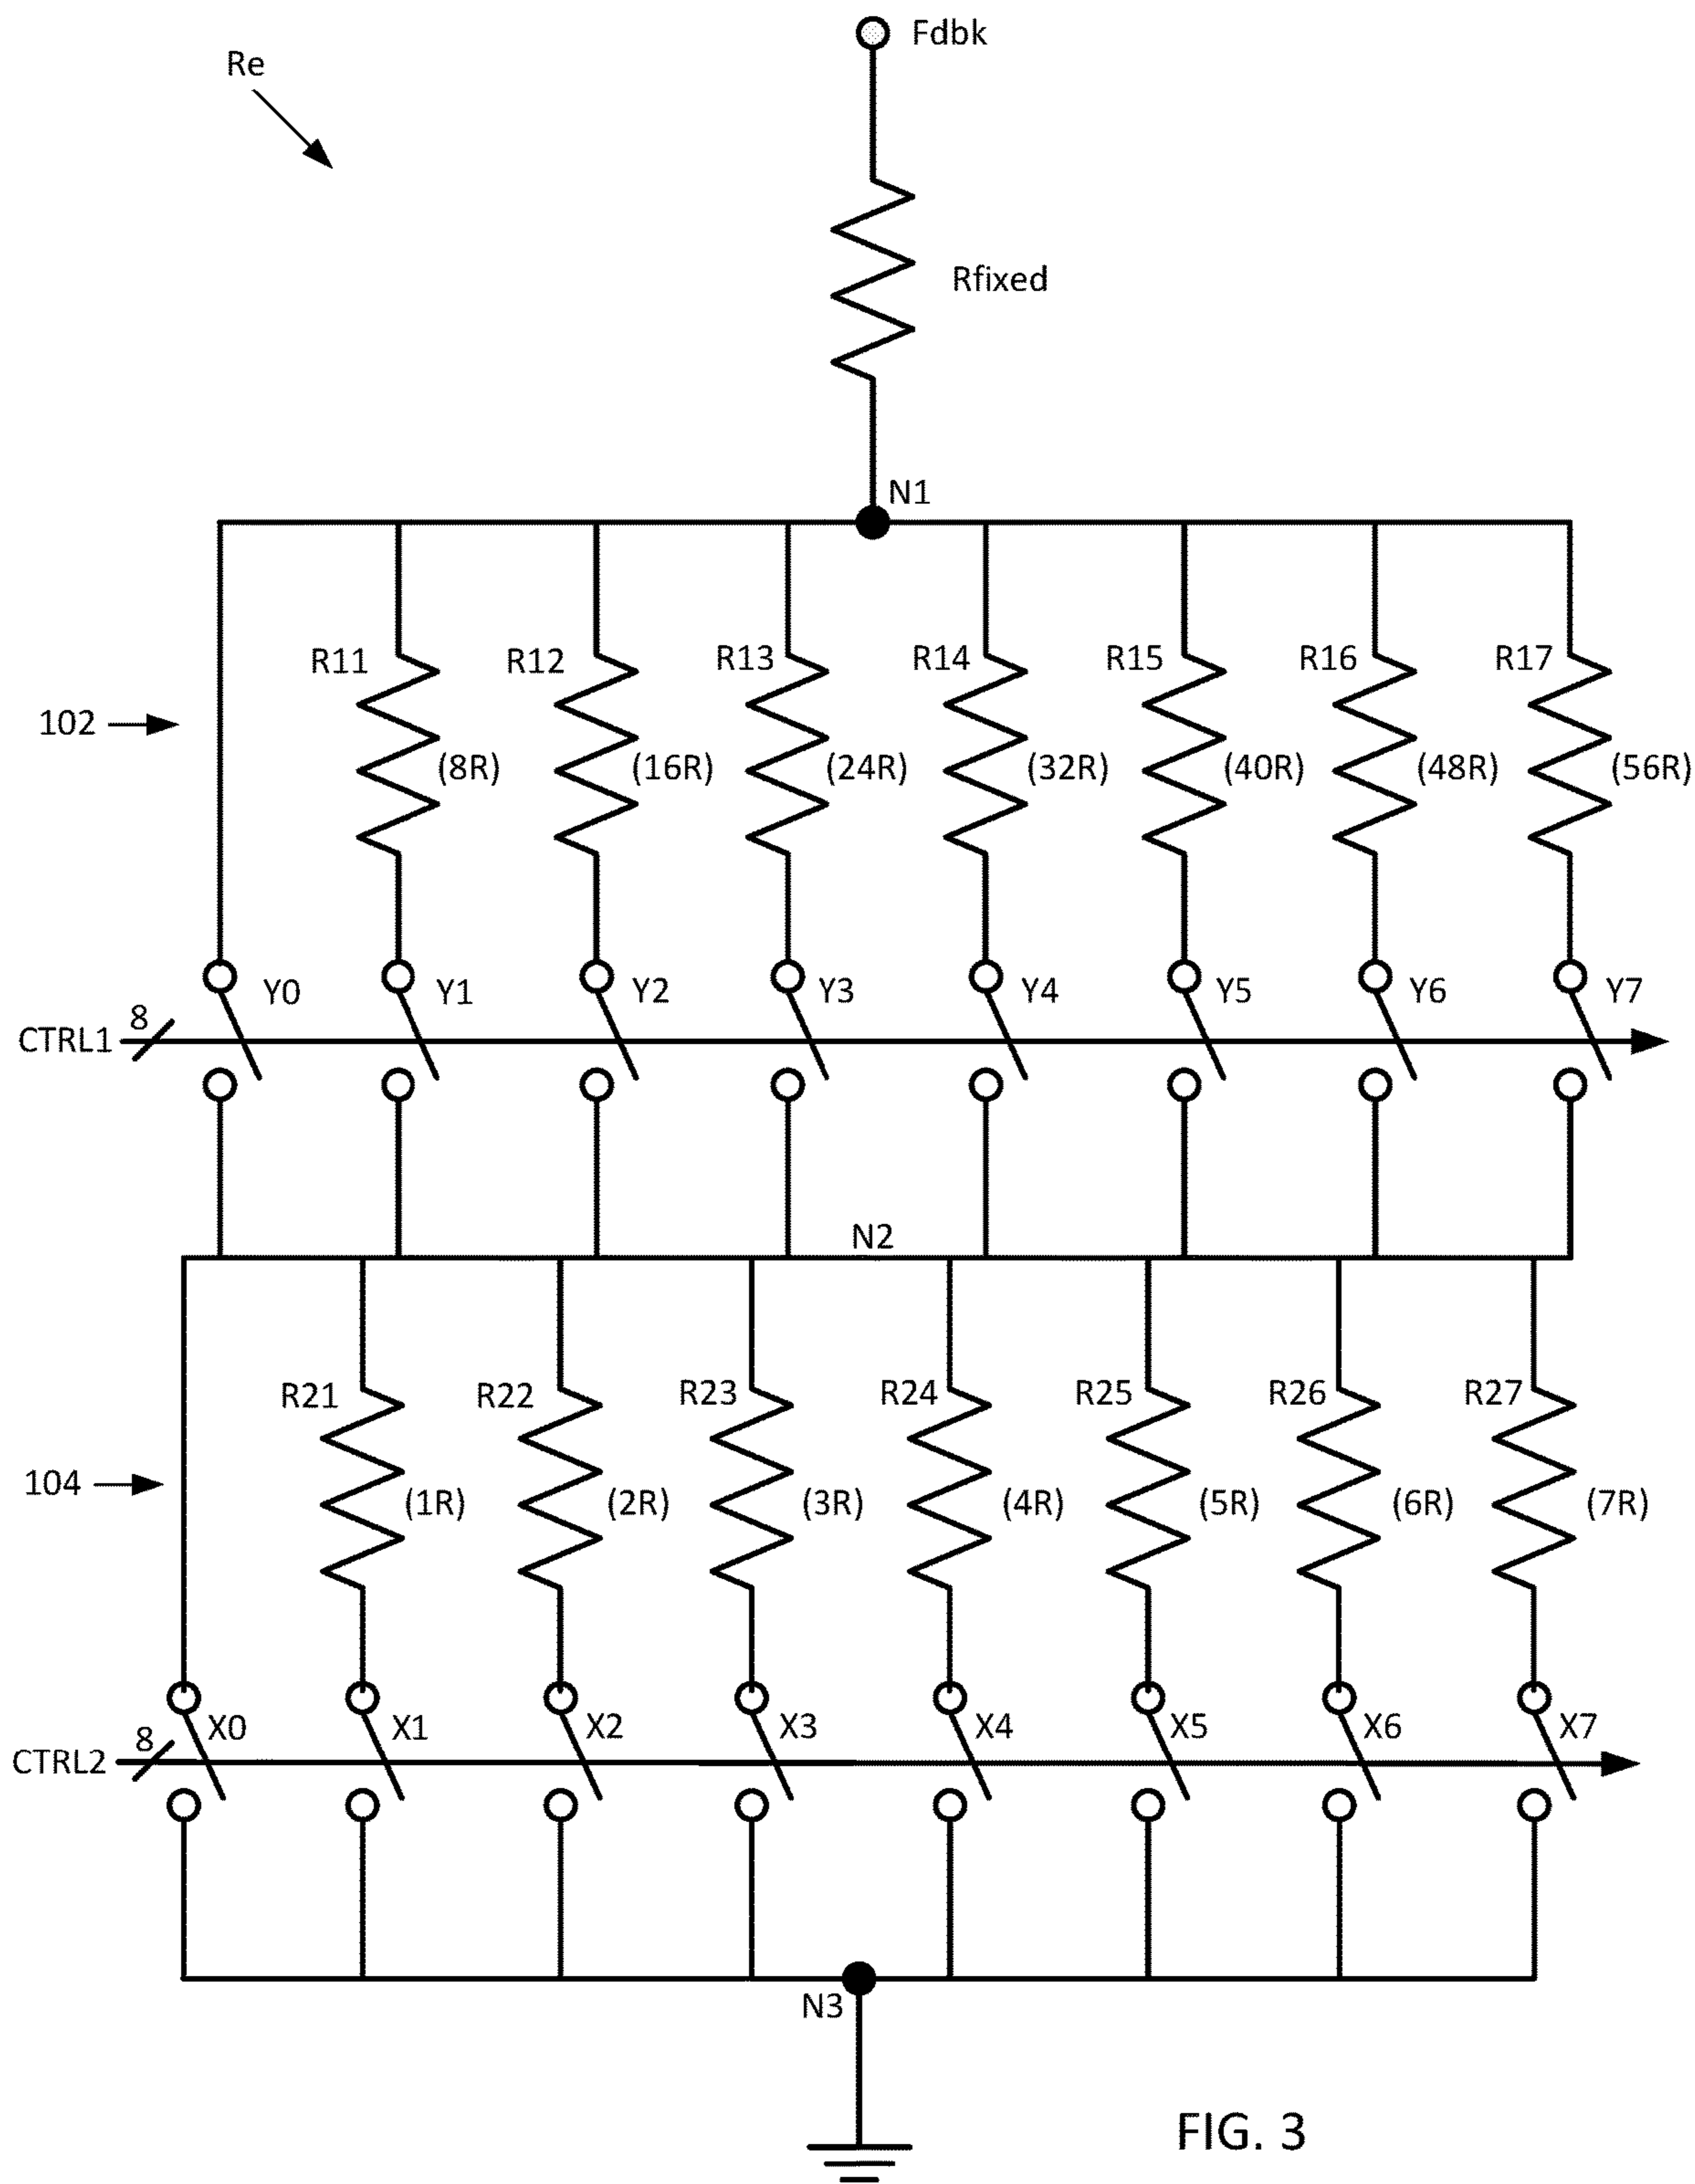 Fdbk
Re
Rfixed
N1
R11 R12 R13 R14 R15 R16 R17
102
(8R) (16R) (24R) (32R) (40R) (48R) (56R)
Y0 Y1 Y2 Y3 Y4 Y5 Y6 Y7
8
CTRL1
N2
R21 R22 R23 R24 R25 R26 R27
104
(1R) (2R) (3R) (4R) (5R) (6R) (7R)
X0 X1 X2 X3 X4 X5 X6 X7
8
CTRL2
N3
FIG. 3